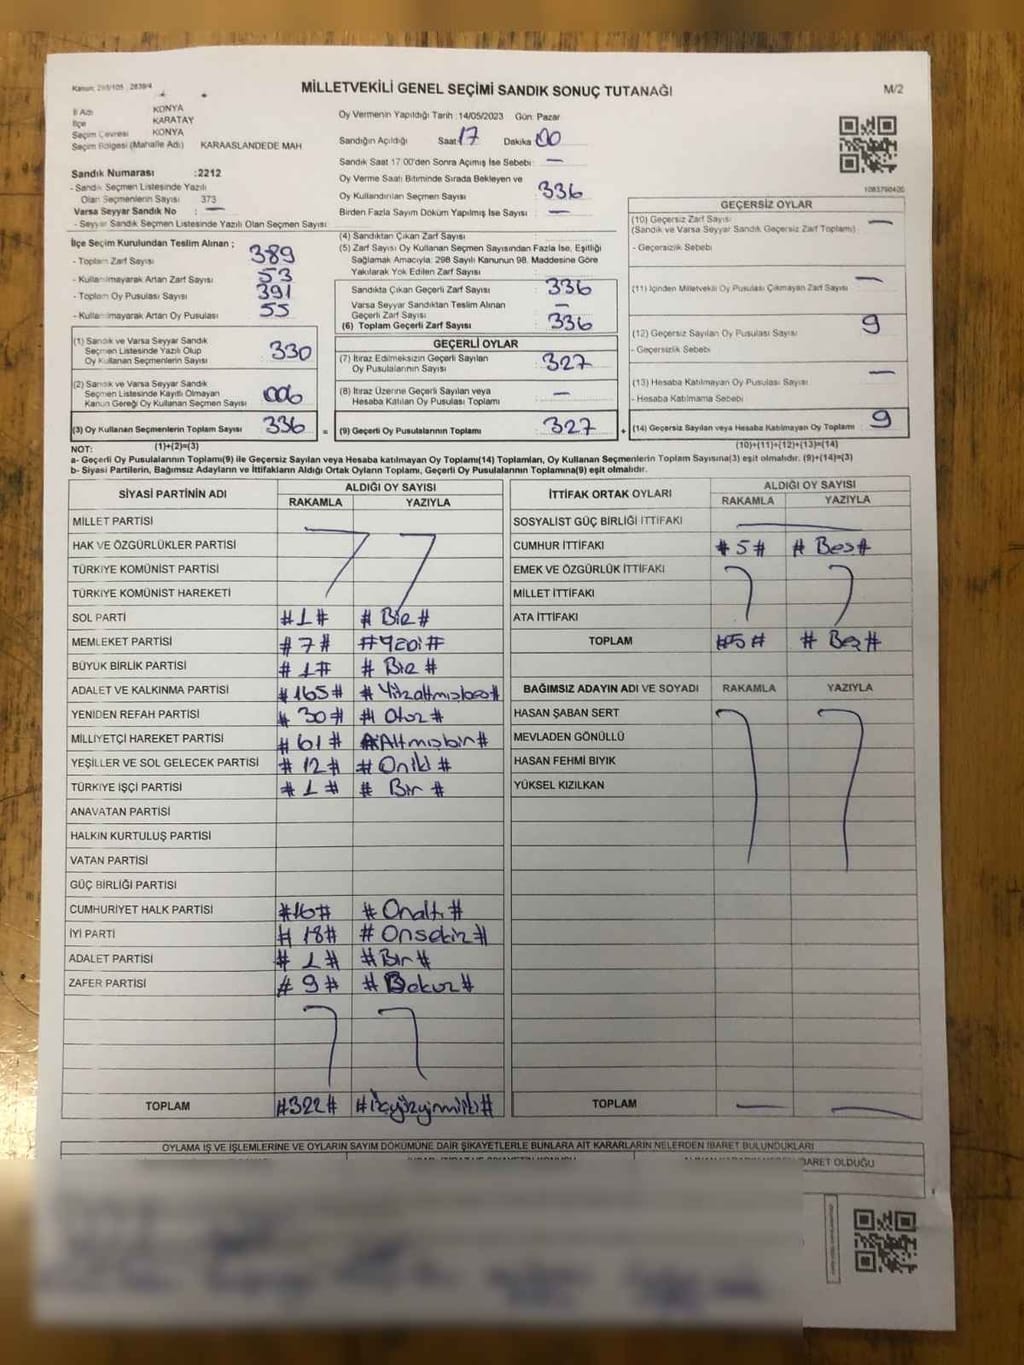 Kanun: 298/105 , 2839/4
MİLLETVEKİLİ GENEL SEÇİMİ SANDIK SONUÇ TUTANAĞI
M/2
İl Adı KONYA
İlçe KARATAY
Seçim Çevresi KONYA
Seçim Bölgesi (Mahalle Adı) KARAASLANDEDE MAH
Sandık Numarası :2212
- Sandık Seçmen Listesinde Yazılı
Olan Seçmenlerin Sayısı 373
Varsa Seyyar Sandık No : —
- Seyyar Sandık Seçmen Listesinde Yazılı Olan Seçmen Sayısı
Oy Vermenin Yapıldığı Tarih :14/05/2023 Gün: Pazar
Sandığın Açıldığı Saat 17 Dakika 00
Sandık Saat 17:00'den Sonra Açmış İse Sebebi: —
Oy Verme Saati Bitiminde Sırada Bekleyen ve
Oy Kullandırılan Seçmen Sayısı 336
Birden Fazla Sayım Döküm Yapılmış İse Sayısı : —
İlçe Seçim Kurulundan Teslim Alınan ;
- Toplam Zarf Sayısı 389
- Kullanılmayarak Artan Zarf Sayısı 53
- Toplam Oy Pusulası Sayısı 391
- Kullanılmayarak Artan Oy Pusulası 55
(1) Sandık ve Varsa Seyyar Sandık
Seçmen Listesinde Yazılı Olup
Oy Kullanan Seçmenlerin Sayısı 330
(2) Sandık ve Varsa Seyyar Sandık
Seçmen Listesinde Kayıtlı Olmayan
Kanun Gereği Oy Kullanan Seçmen Sayısı 006
(3) Oy Kullanan Seçmenlerin Toplam Sayısı 336 =
(1)+(2)=(3)
(4) Sandıktan Çıkan Zarf Sayısı :
(5) Zarf Sayısı Oy Kullanan Seçmen Sayısından Fazla İse, Eşitliği
Sağlamak Amacıyla: 298 Sayılı Kanunun 98. Maddesine Göre
Yakılarak Yok Edilen Zarf Sayısı :
Sandıkta Çıkan Geçerli Zarf Sayısı : 336
Varsa Seyyar Sandıktan Teslim Alınan
Geçerli Zarf Sayısı : —
(6) Toplam Geçerli Zarf Sayısı : 336
GEÇERLİ OYLAR
(7) İtiraz Edilmeksizin Geçerli Sayılan
Oy Pusulalarının Sayısı : 327
(8) İtiraz Üzerine Geçerli Sayılan veya
Hesaba Katılan Oy Pusulası Toplamı : —
(9) Geçerli Oy Pusulalarının Toplamı : 327 +
1083790420
GEÇERSİZ OYLAR
(10) Geçersiz Zarf Sayısı :
(Sandık ve Varsa Seyyar Sandık Geçersiz Zarf Toplamı) —
- Geçersizlik Sebebi
(11) İçinden Milletvekili Oy Pusulası Çıkmayan Zarf Sayısı —
(12) Geçersiz Sayılan Oy Pusulası Sayısı : 9
- Geçersizlik Sebebi
(13) Hesaba Katılmayan Oy Pusulası Sayısı : —
- Hesaba Katılmama Sebebi
(14) Geçersiz Sayılan veya Hesaba Katılmayan Oy Toplamı : 9
(10)+(11)+(12)+(13)=(14)
NOT:
a- Geçerli Oy Pusulalarının Toplamı(9) ile Geçersiz Sayılan veya Hesaba katılmayan Oy Toplamı(14) Toplamları, Oy Kullanan Seçmenlerin Toplam Sayısına(3) eşit olmalıdır. (9)+(14)=(3)
b- Siyasi Partilerin, Bağımsız Adayların ve İttifakların Aldığı Ortak Oyların Toplamı, Geçerli Oy Pusulalarının Toplamına(9) eşit olmalıdır.
SİYASİ PARTİNİN ADI ALDIĞI OY SAYISI
RAKAMLA YAZIYLA
MİLLET PARTİSİ
HAK VE ÖZGÜRLÜKLER PARTİSİ
TÜRKİYE KOMÜNİST PARTİSİ
TÜRKİYE KOMÜNİST HAREKETİ
SOL PARTİ #1# # Bir #
MEMLEKET PARTİSİ # 7 # #Yedi #
BÜYÜK BİRLİK PARTİSİ # 1# # Bir #
ADALET VE KALKINMA PARTİSİ # 165# # Yüzaltmışbeş#
YENİDEN REFAH PARTİSİ # 30# # Otuz #
MİLLİYETÇİ HAREKET PARTİSİ # 61 # #Altmışbir#
YEŞİLLER VE SOL GELECEK PARTİSİ # 12# # Oniki #
TÜRKİYE İŞÇİ PARTİSİ # 1 # # Bir #
ANAVATAN PARTİSİ
HALKIN KURTULUŞ PARTİSİ
VATAN PARTİSİ
GÜÇ BİRLİĞİ PARTİSİ
CUMHURİYET HALK PARTİSİ #16# # Onaltı #
İYİ PARTİ # 18# # Onsekiz #
ADALET PARTİSİ # 1 # # Bir #
ZAFER PARTİSİ # 9 # # Dokuz #
TOPLAM #322# #Üçyüzyirmiiki#
İTTİFAK ORTAK OYLARI ALDIĞI OY SAYISI
RAKAMLA YAZIYLA
SOSYALİST GÜÇ BİRLİĞİ İTTİFAKI —
CUMHUR İTTİFAKI # 5 # # Beş #
EMEK VE ÖZGÜRLÜK İTTİFAKI
MİLLET İTTİFAKI
ATA İTTİFAKI
TOPLAM #5 # # Beş #
BAĞIMSIZ ADAYIN ADI VE SOYADI RAKAMLA YAZIYLA
HASAN ŞABAN SERT
MEVLADEN GÖNÜLLÜ
HASAN FEHMİ BIYIK
YÜKSEL KIZILKAN
TOPLAM — —
OYLAMA İŞ VE İŞLEMLERİNE VE OYLARIN SAYIM DÖKÜMÜNE DAİR ŞİKAYETLERLE BUNLARA AİT KARARLARIN NELERDEN İBARET BULUNDUKLARI
İBARET OLDUĞU